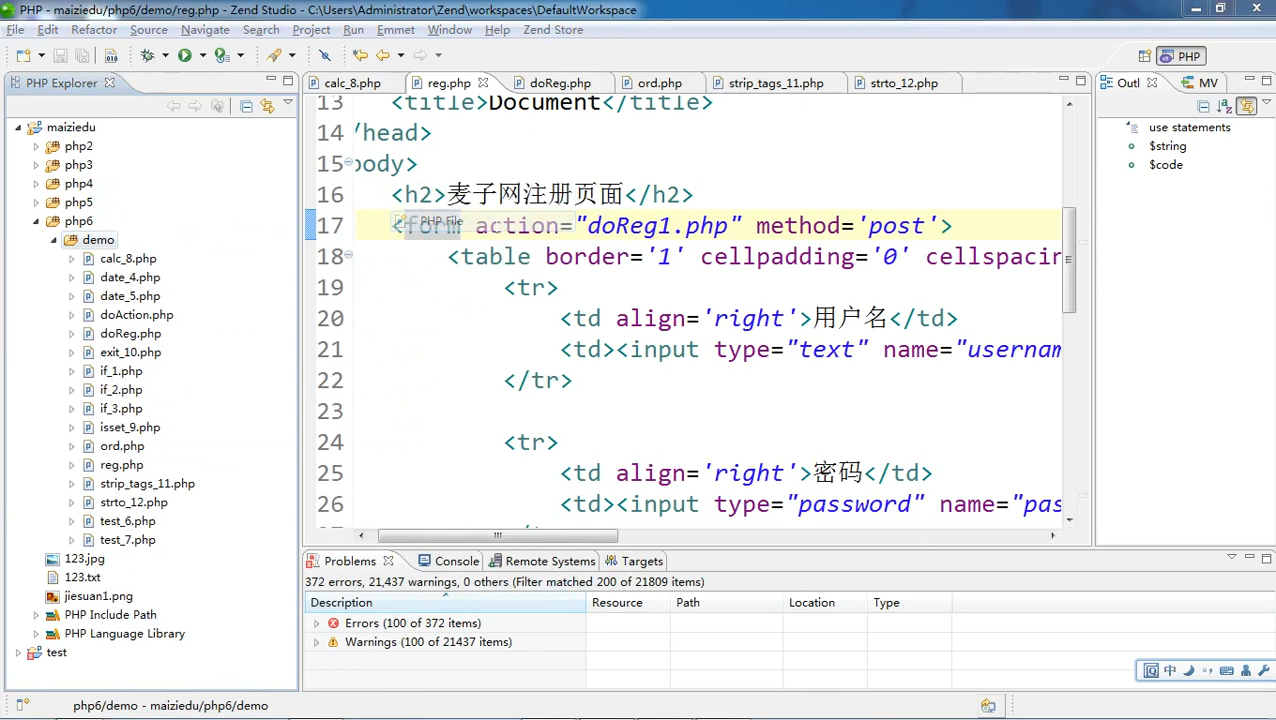 PHP - maiziedu/php6/demo/reg.php - Zend Studio - C:\Users\Administrator\Zend\workspaces\DefaultWorkspace
File Edit Refactor Source Navigate Search Project Run Emmet Window Help Zend Store
PHP
PHP Explorer
calc_8.php reg.php doReg.php ord.php strip_tags_11.php strto_12.php
Outl MV
maiziedu
php2
php3
php4
php5
php6
demo
calc_8.php
date_4.php
date_5.php
doAction.php
doReg.php
exit_10.php
if_1.php
if_2.php
if_3.php
isset_9.php
ord.php
reg.php
strip_tags_11.php
strto_12.php
test_6.php
test_7.php
123.jpg
123.txt
jiesuan1.png
PHP Include Path
PHP Language Library
test
13 <title>Document</title>
14 /head>
15 body>
16 <h2>麦子网注册页面</h2>
17 <form action="doReg1.php" method='post'>
PHP File
18 <table border='1' cellpadding='0' cellspacin
19 <tr>
20 <td align='right'>用户名</td>
21 <td><input type="text" name="usernam
22 </tr>
23
24 <tr>
25 <td align='right'>密码</td>
26 <td><input type="password" name="pas
use statements
$string
$code
Problems Console Remote Systems Targets
372 errors, 21,437 warnings, 0 others (Filter matched 200 of 21809 items)
Description Resource Path Location Type
Errors (100 of 372 items)
Warnings (100 of 21437 items)
中
php6/demo - maiziedu/php6/demo